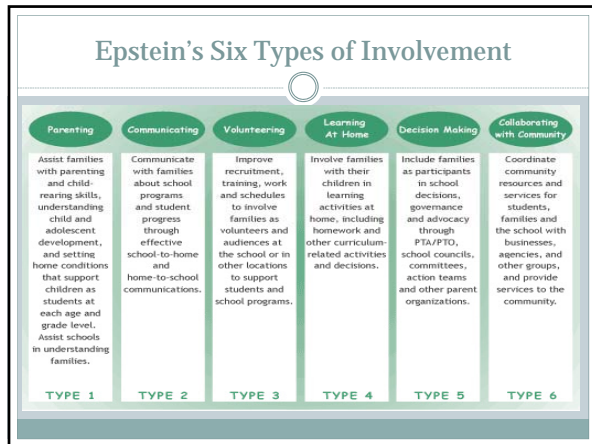 Epstein's Six Types of Involvement
Parenting
Assist families
with parenting
and child-
rearing skills,
understanding
child and
adolescent
development,
and setting
home conditions
that support
children as
students at
each age and
grade level.
Assist schools
in understanding
families.
TYPE 1
Communicating
Communicate
with families
about school
programs
and student
progress
through
effective
school-to-home
and
home-to-school
communications.
TYPE 2
Volunteering
Improve
recruitment,
training, work
and schedules
to involve
families as
volunteers and
audiences at
the school or in
other locations
to support
students and
school programs.
TYPE 3
Learning
At Home
Involve families
with their
children in
learning
activities at
home, including
homework and
other curriculum-
related activities
and decisions.
TYPE 4
Decision Making
Include families
as participants
in school
decisions,
governance
and advocacy
through
PTA/PTO,
school councils,
committees,
action teams
and other parent
organizations.
TYPE 5
Collaborating
with Community
Coordinate
community
resources and
services for
students,
families and
the school with
businesses,
agencies, and
other groups,
and provide
services to the
community.
TYPE 6